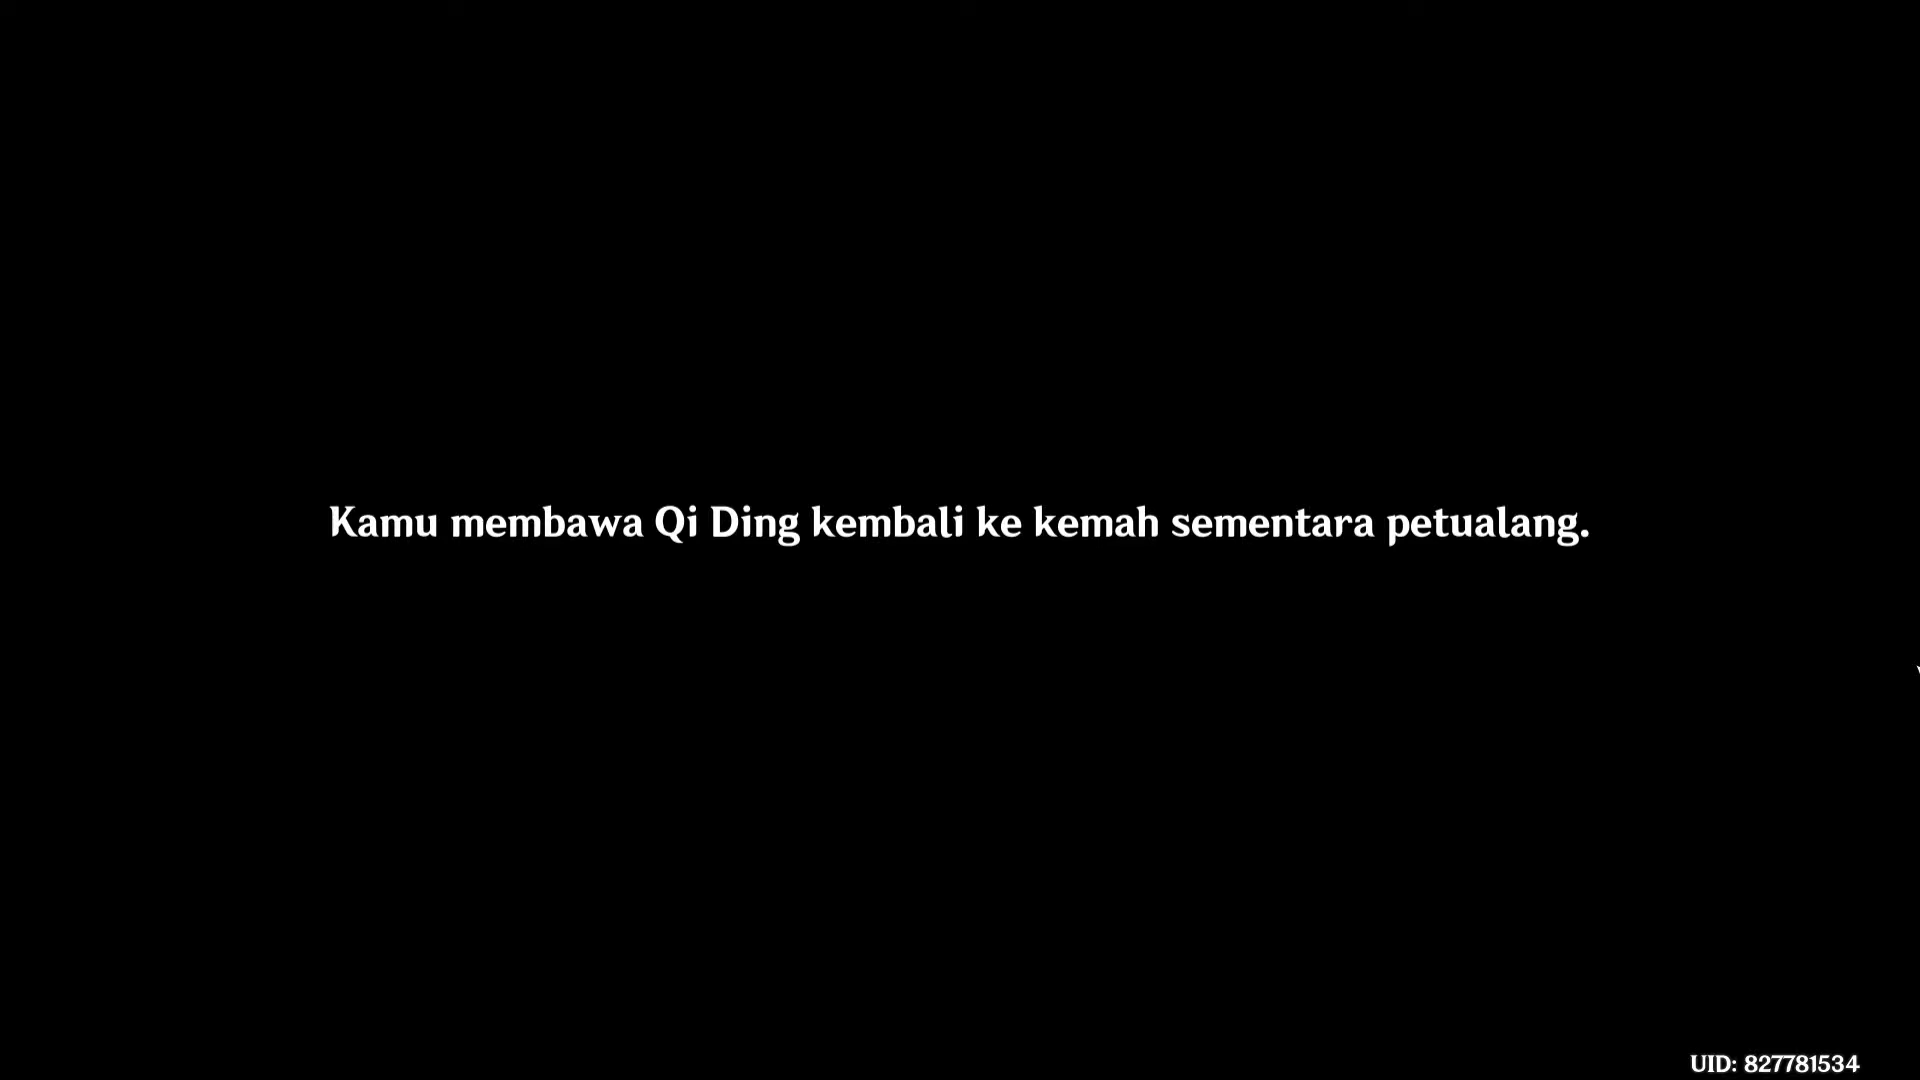 Kamu membawa Qi Ding kembali ke kemah sementara petualang.
UID: 827781534